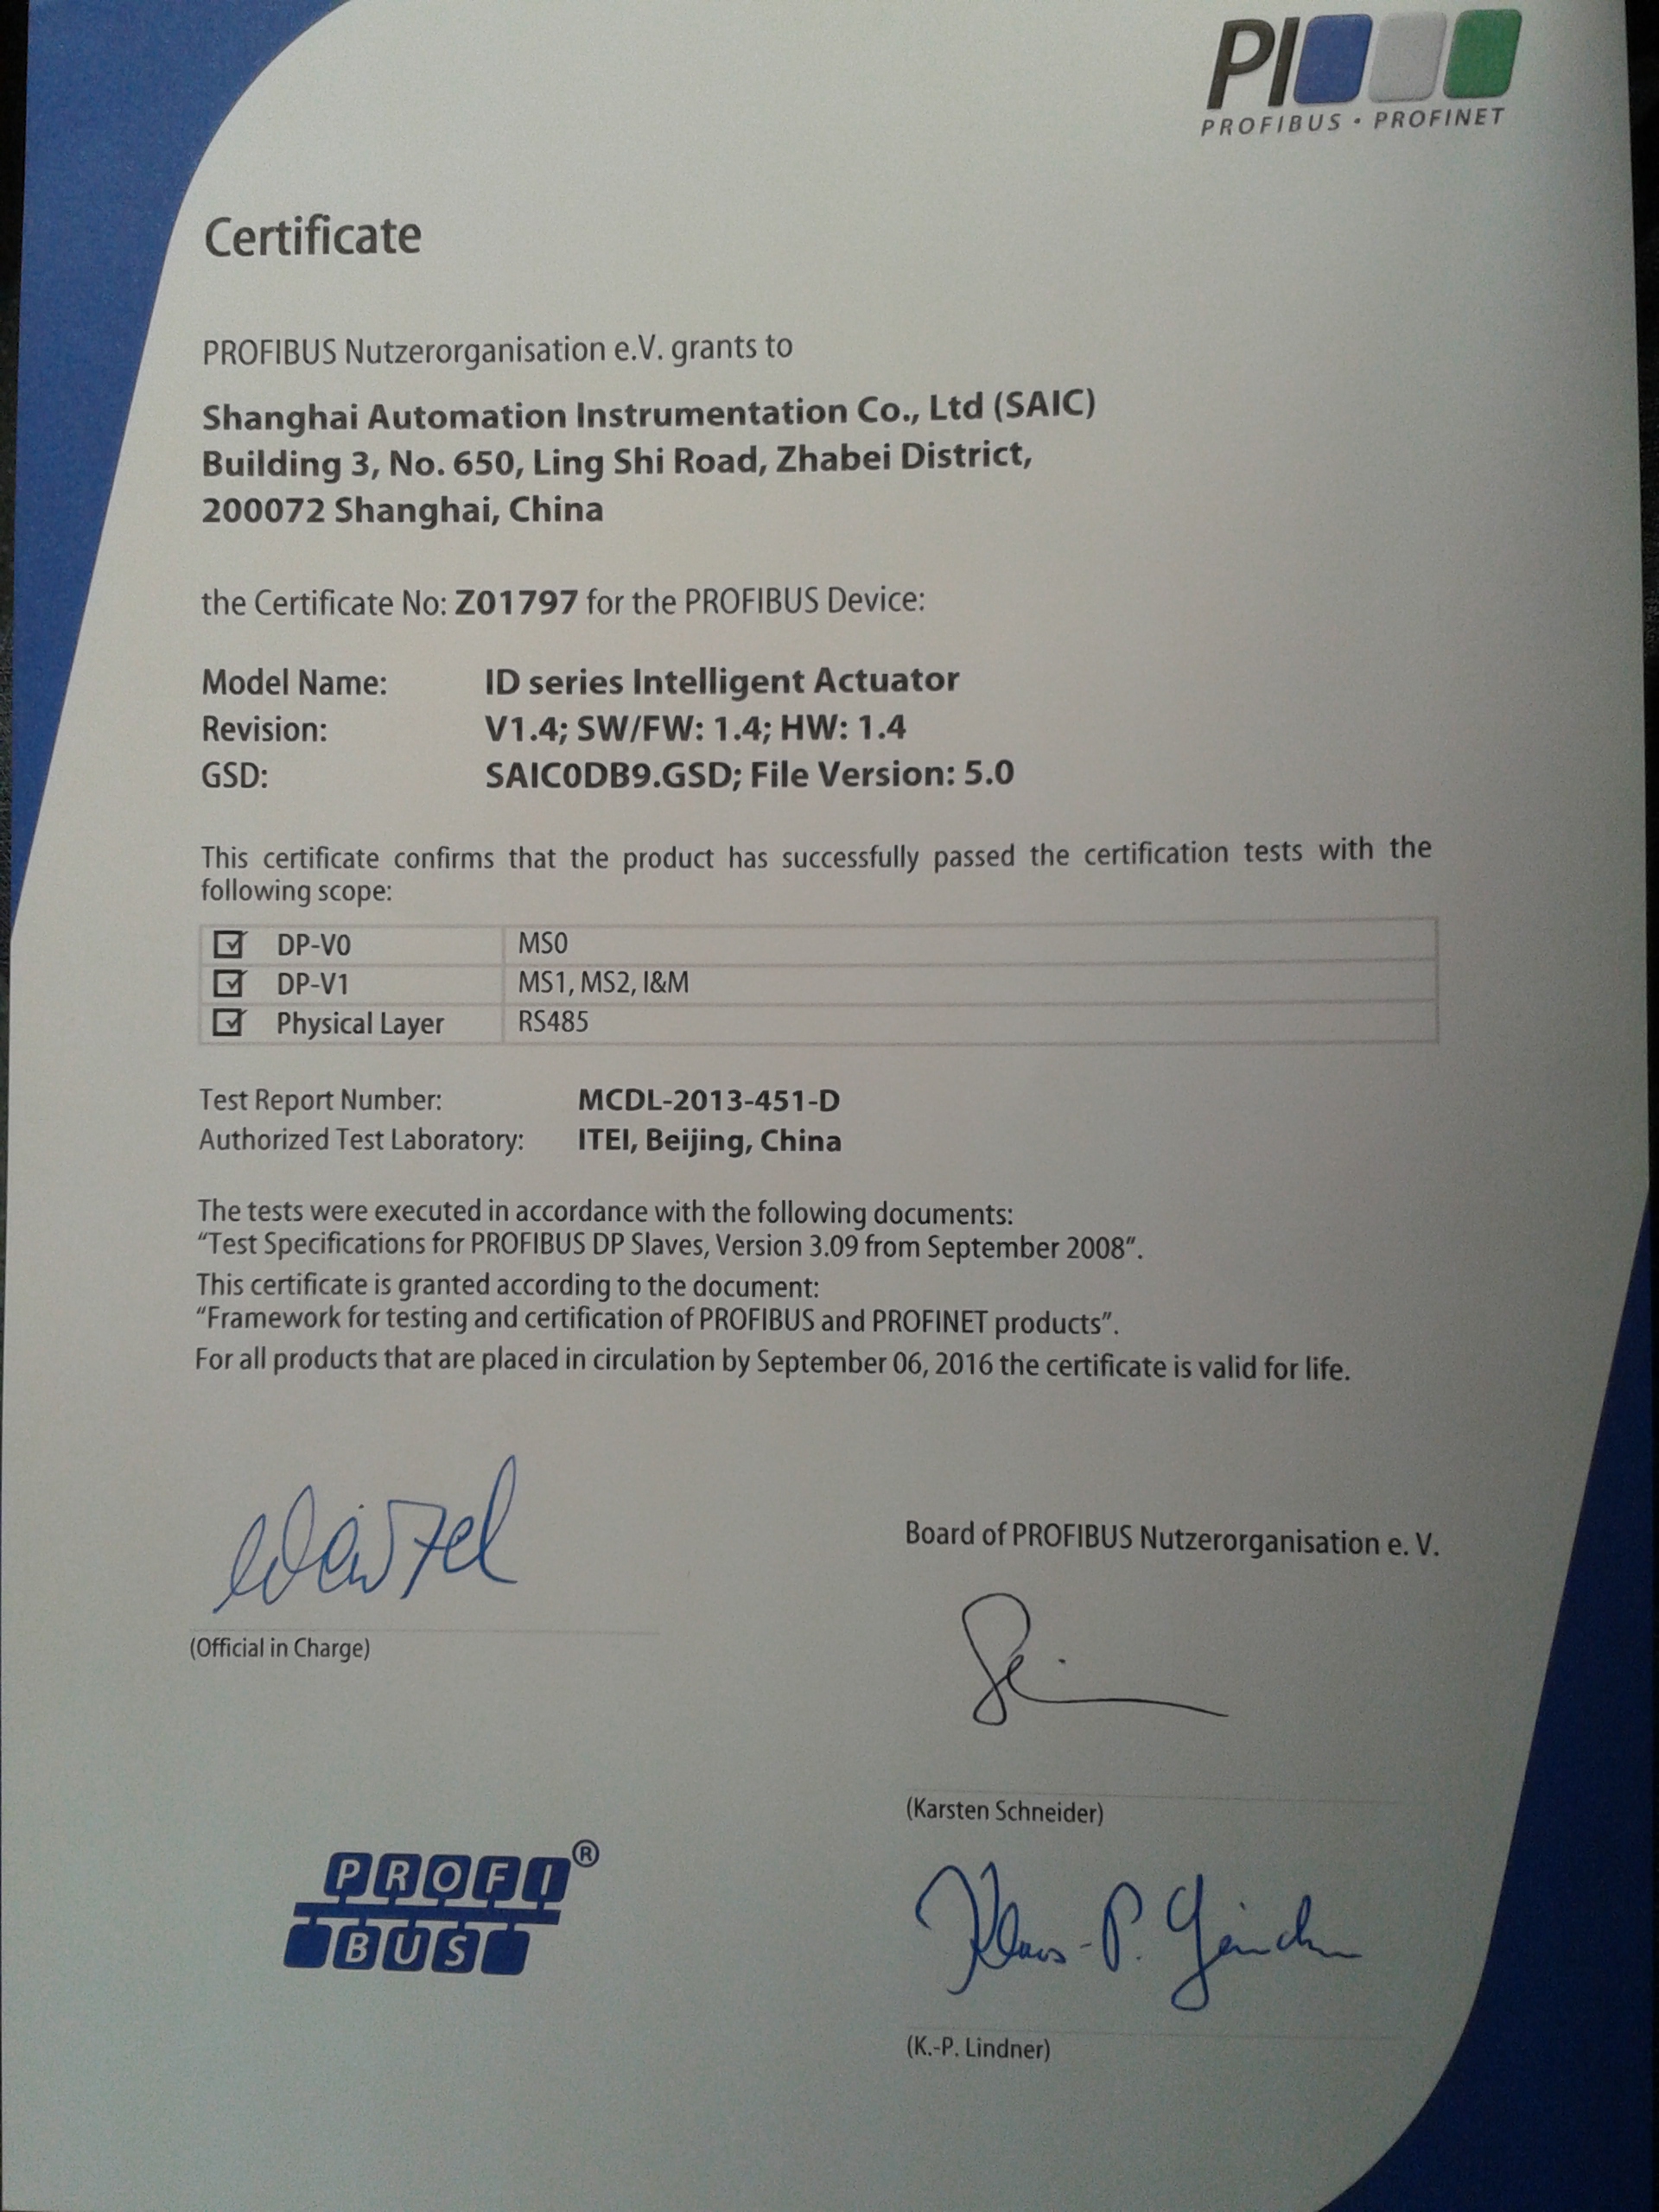 PI
PROFIBUS • PROFINET
Certificate
PROFIBUS Nutzerorganisation e.V. grants to
Shanghai Automation Instrumentation Co., Ltd (SAIC)
Building 3, No. 650, Ling Shi Road, Zhabei District,
200072 Shanghai, China
the Certificate No: Z01797 for the PROFIBUS Device:
Model Name: ID series Intelligent Actuator
Revision: V1.4; SW/FW: 1.4; HW: 1.4
GSD: SAIC0DB9.GSD; File Version: 5.0
This certificate confirms that the product has successfully passed the certification tests with the
following scope:
☑ DP-V0 MS0
☑ DP-V1 MS1, MS2, I&M
☑ Physical Layer RS485
Test Report Number: MCDL-2013-451-D
Authorized Test Laboratory: ITEI, Beijing, China
The tests were executed in accordance with the following documents:
“Test Specifications for PROFIBUS DP Slaves, Version 3.09 from September 2008”.
This certificate is granted according to the document:
“Framework for testing and certification of PROFIBUS and PROFINET products”.
For all products that are placed in circulation by September 06, 2016 the certificate is valid for life.
Board of PROFIBUS Nutzerorganisation e. V.
(Official in Charge)
(Karsten Schneider)
PROFI®
BUS
Klaus-P.
(K.-P. Lindner)